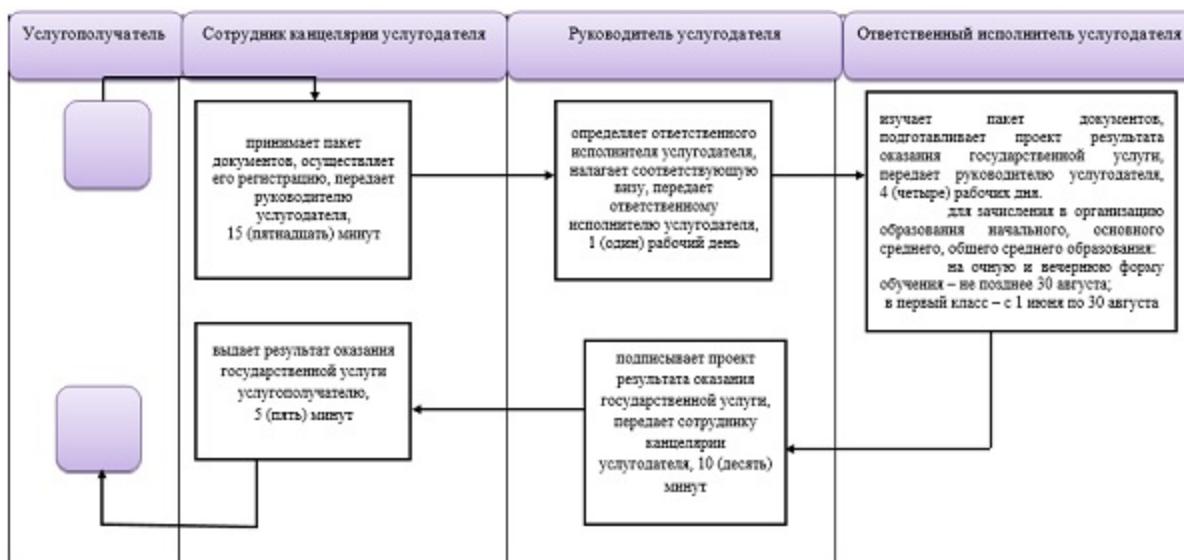 Услугополучатель
Сотрудник канцелярии услугодателя
Руководитель услугодателя
Ответственный исполнитель услугодателя
принимает пакет
документов, осуществляет
его регистрацию, передает
руководителю
услугодателя,
15 (пятнадцать) минут
определяет ответственного
исполнителя услугодателя,
налагает соответствующую
визу, передает
ответственному
исполнителю услугодателя,
1 (один) рабочий день
изучает пакет документов,
подготавливает проект результата
оказания государственной услуги,
передает руководителю услугодателя,
4 (четыре) рабочих дня.
для зачисления в организацию
образования начального, основного
среднего, общего среднего образования:
на очную и вечернюю форму
обучения – не позднее 30 августа;
в первый класс – с 1 июня по 30 августа
выдает результат оказания
государственной услуги
услугополучателю,
5 (пять) минут
подписывает проект
результата оказания
государственной услуги,
передает сотруднику
канцелярии
услугодателя, 10 (десять)
минут